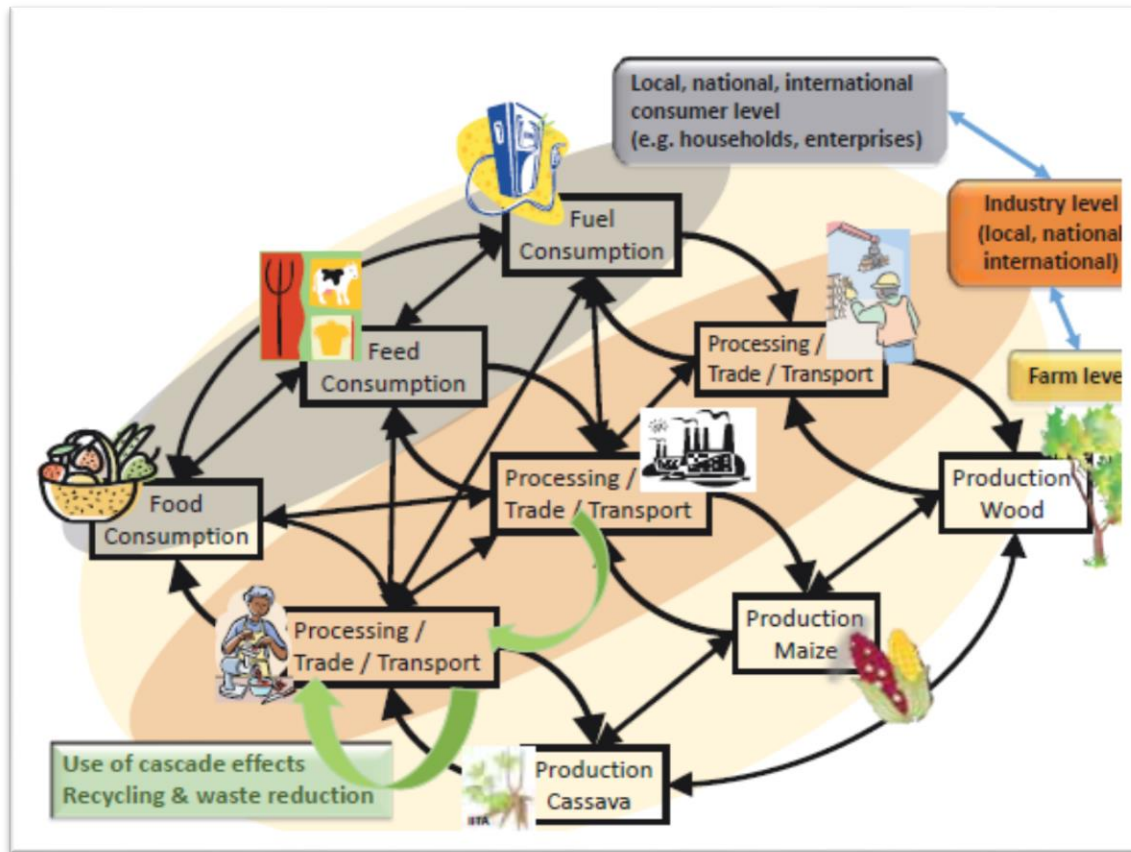 Local, national, international
consumer level
(e.g. households, enterprises)
Industry level
(local, national
international)
Farm leve
Fuel
Consumption
Feed
Consumption
Food
Consumption
Processing /
Trade / Transport
Processing /
Trade / Transport
Processing /
Trade / Transport
Production
Wood
Production
Maize
Production
Cassava
IITA
Use of cascade effects
Recycling & waste reduction